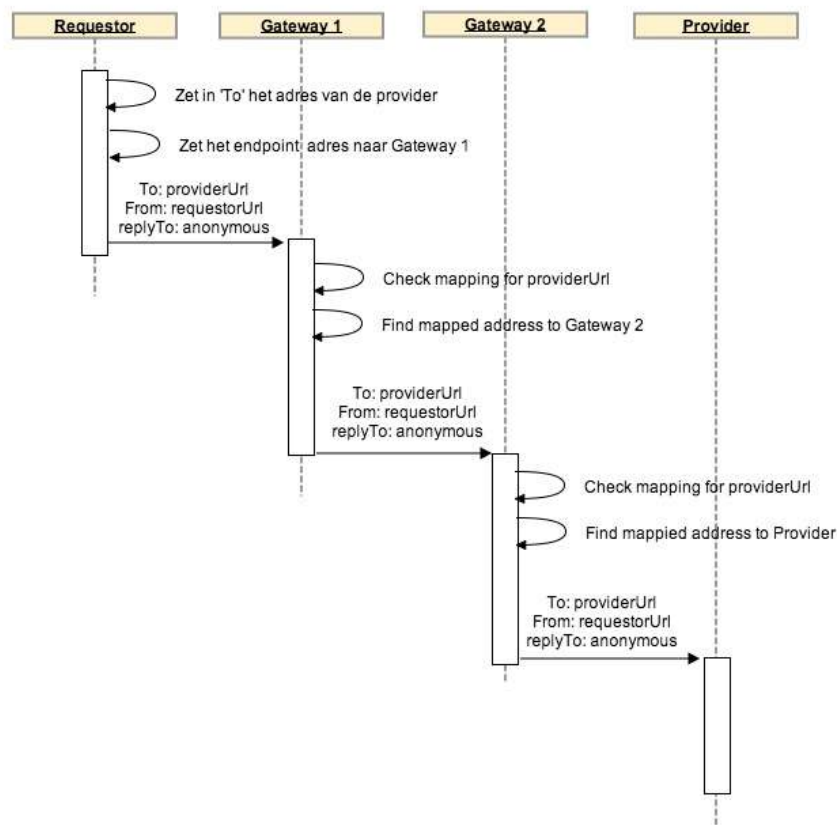 Requestor
Gateway 1
Gateway 2
Provider
Zet in 'To' het adres van de provider
Zet het endpoint adres naar Gateway 1
To: providerUrl
From: requestorUrl
replyTo: anonymous
Check mapping for providerUrl
Find mapped address to Gateway 2
To: providerUrl
From: requestorUrl
replyTo: anonymous
Check mapping for providerUrl
Find mappied address to Provider
To: providerUrl
From: requestorUrl
replyTo: anonymous